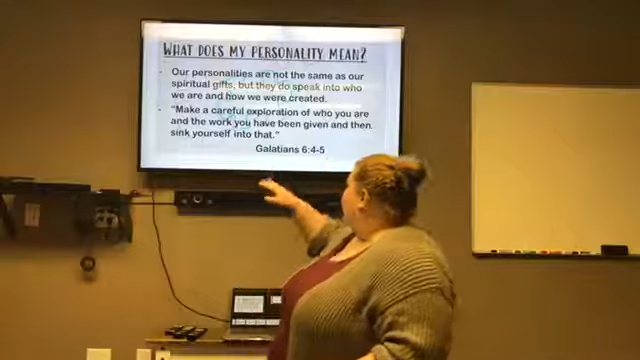 WHAT DOES MY PERSONALITY MEAN?
Our personalities are not the same as our
spiritual gifts, but they do speak into who
we are and how we were created.
"Make a careful exploration of who you are
and the work you have been given and then
sink yourself into that."
Galatians 6:4-5